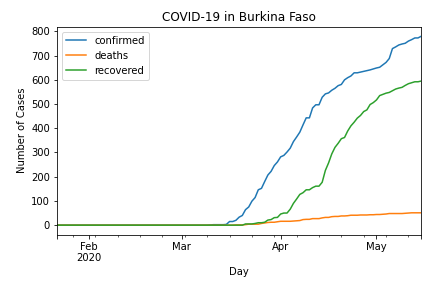 COVID-19 in Burkina Faso
confirmed
deaths
recovered
Number of Cases
800
700
600
500
400
300
200
100
0
Feb
2020
Mar
Apr
May
Day